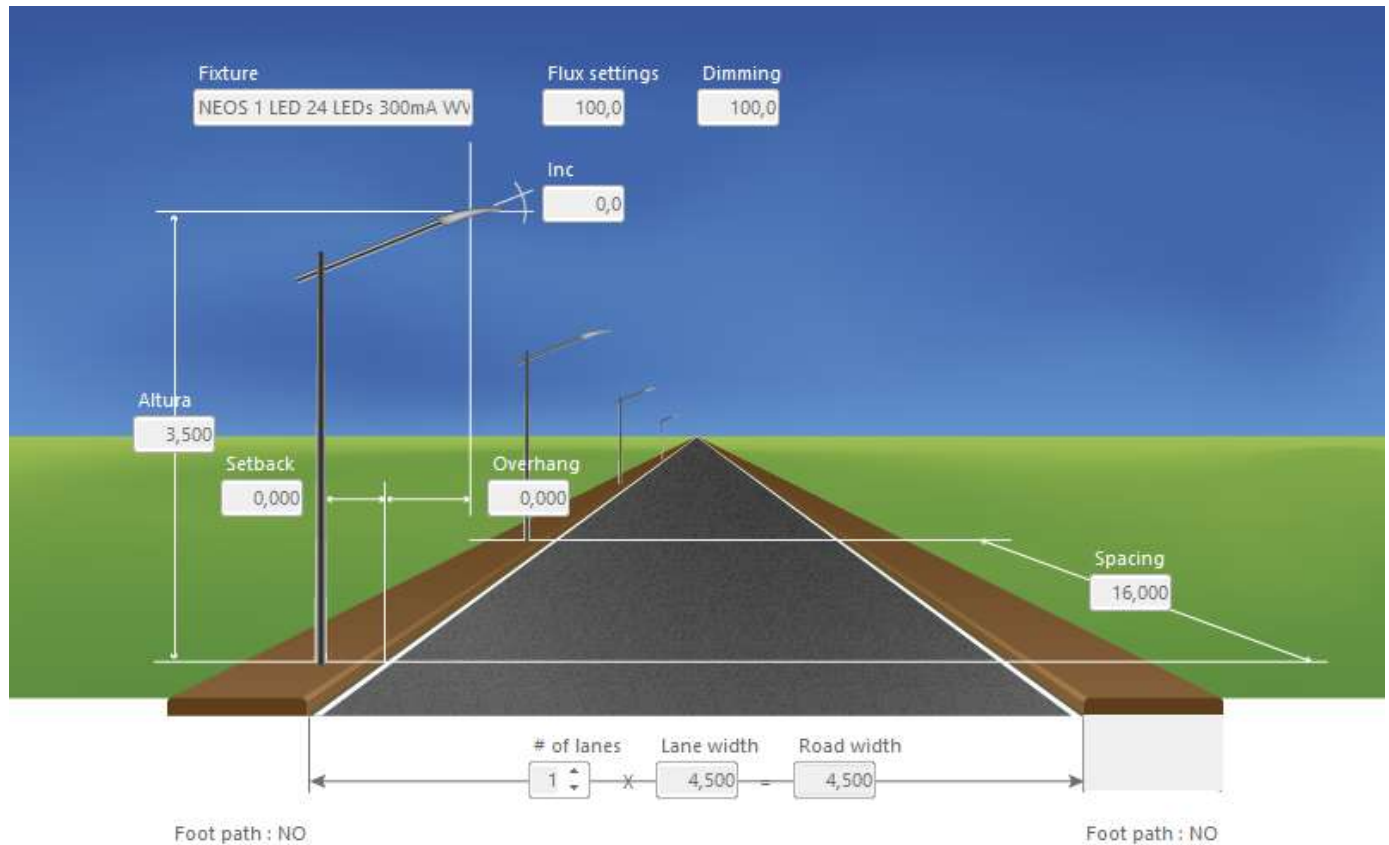 Fixture Flux settings Dimming
NEOS 1 LED 24 LEDs 300mA WV 100,0 100,0
Inc
0,0
Altura
3,500
Setback Overhang
0,000 0,000
Spacing
16,000
# of lanes Lane width Road width
1 X 4,500 = 4,500
Foot path : NO Foot path : NO